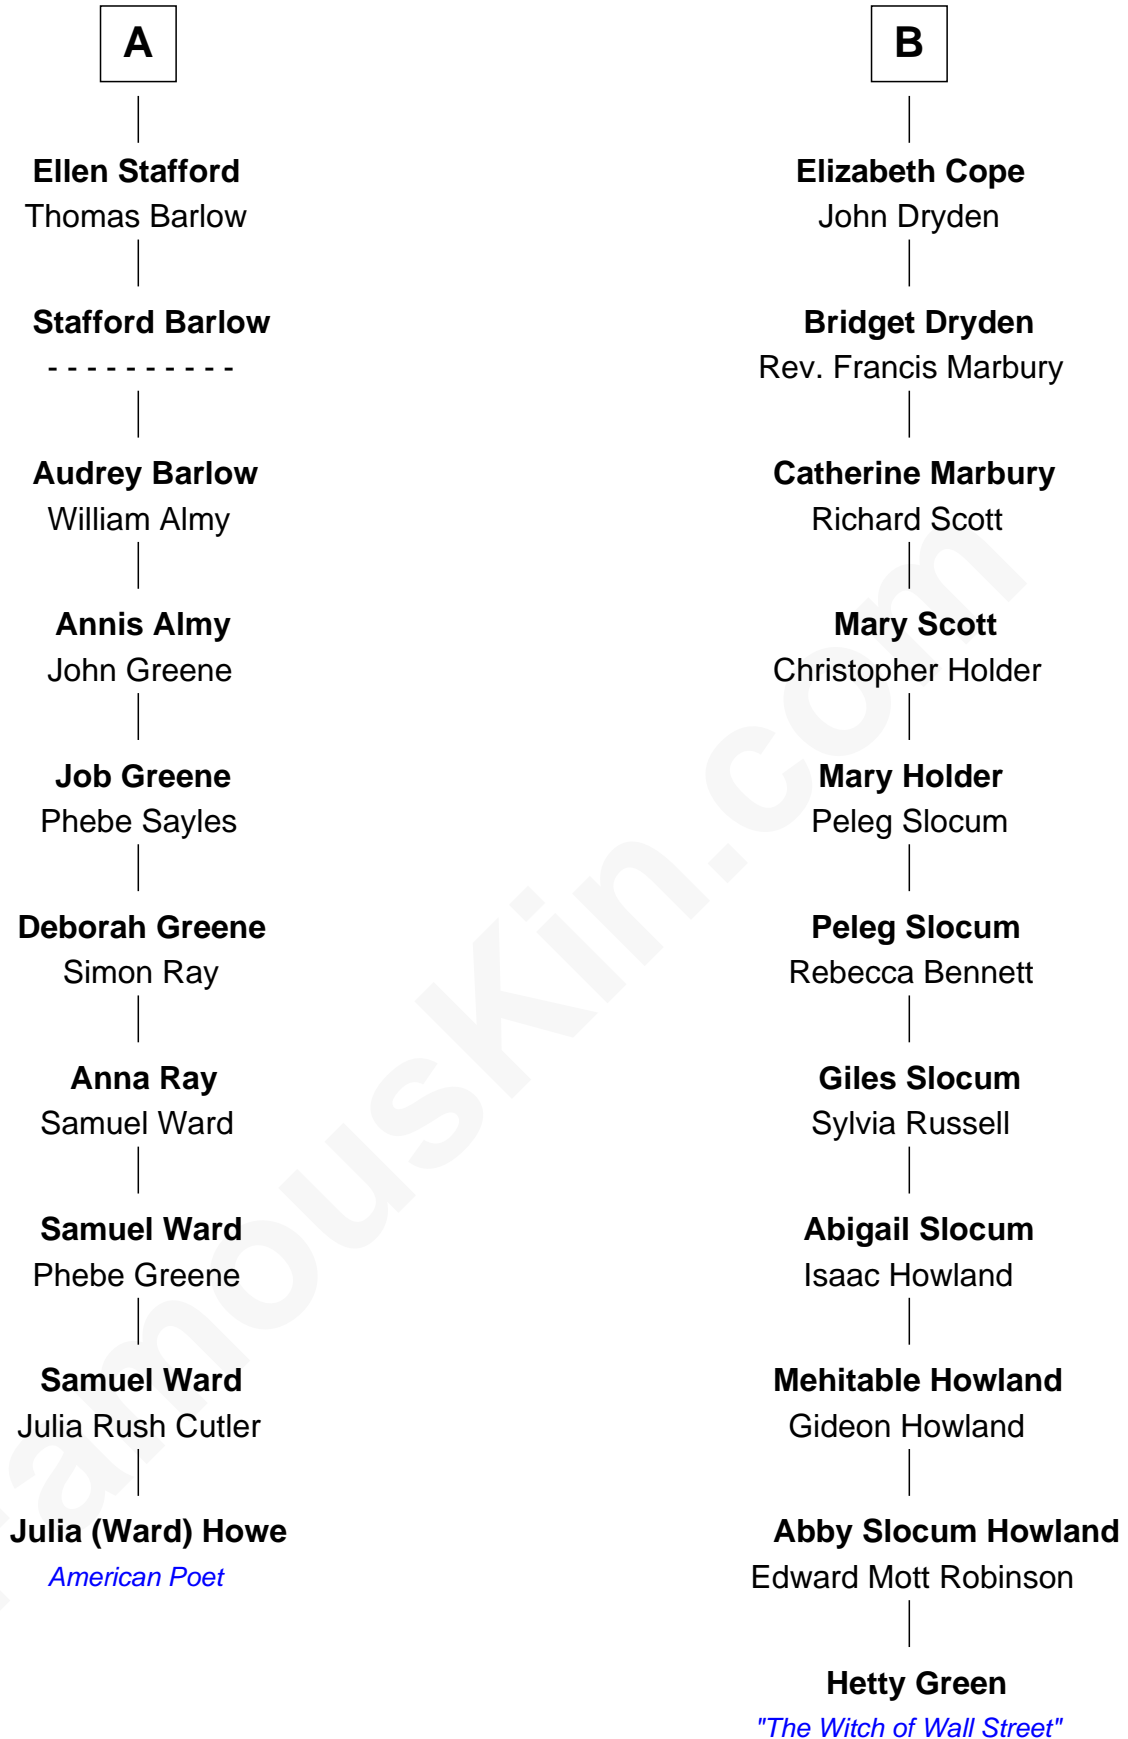 A
Ellen Stafford
Thomas Barlow
Stafford Barlow
- - - - - - - - - -
Audrey Barlow
William Almy
Annis Almy
John Greene
Job Greene
Phebe Sayles
Deborah Greene
Simon Ray
Anna Ray
Samuel Ward
Samuel Ward
Phebe Greene
Samuel Ward
Julia Rush Cutler
Julia (Ward) Howe
American Poet
B
Elizabeth Cope
John Dryden
Bridget Dryden
Rev. Francis Marbury
Catherine Marbury
Richard Scott
Mary Scott
Christopher Holder
Mary Holder
Peleg Slocum
Peleg Slocum
Rebecca Bennett
Giles Slocum
Sylvia Russell
Abigail Slocum
Isaac Howland
Mehitable Howland
Gideon Howland
Abby Slocum Howland
Edward Mott Robinson
Hetty Green
"The Witch of Wall Street"
FamousKin.com